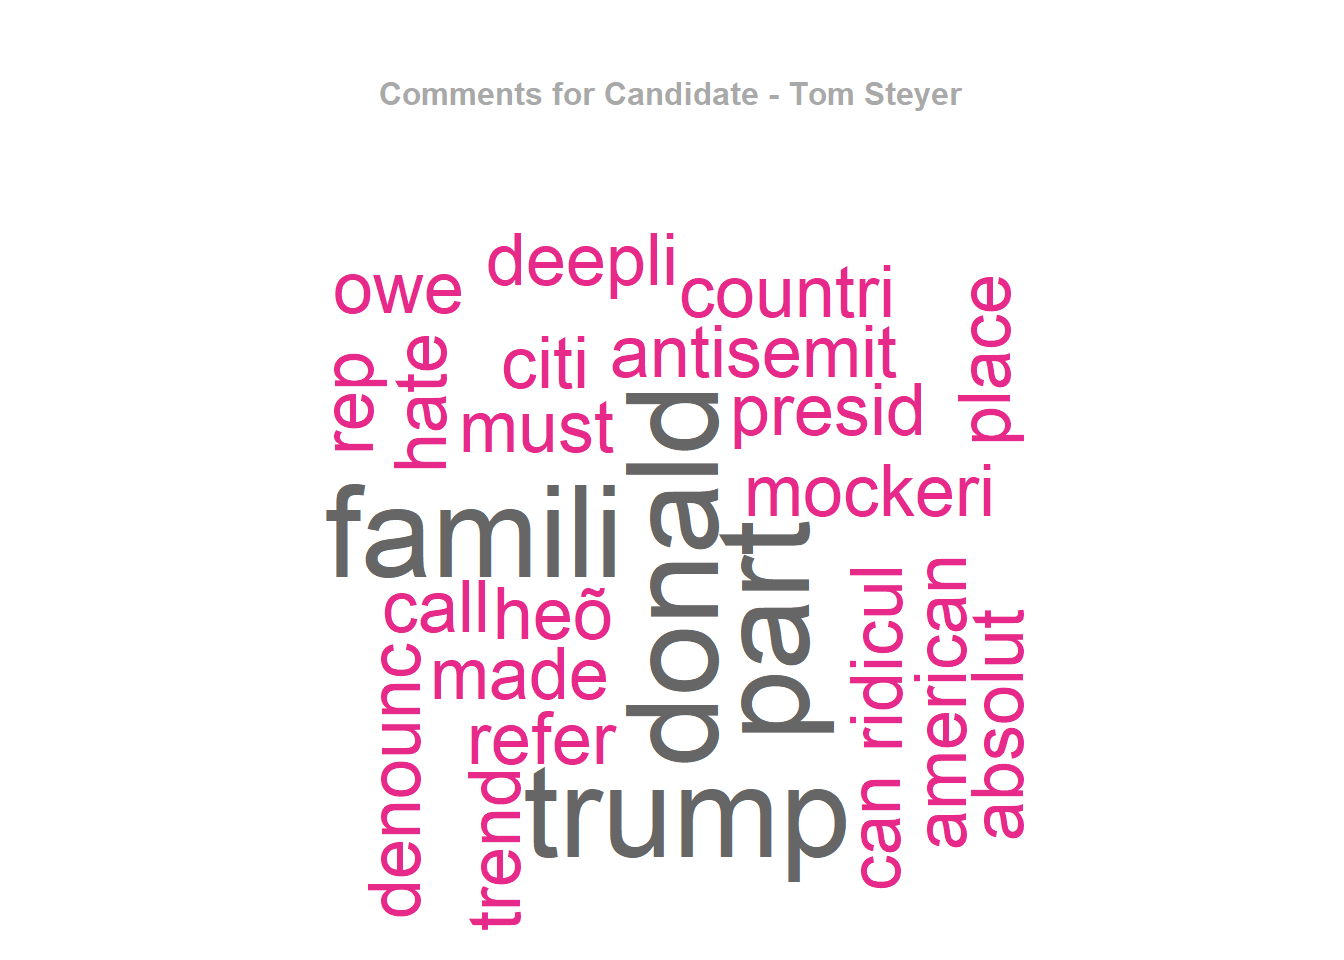 Comments for Candidate - Tom Steyer
deepli
owe
countri
place
rep
hate
citi
antisemit
must
donald
presid
mockeri
famili
part
call
heõ
ridicul
american
absolut
denounc
made
refer
trend
trump
can